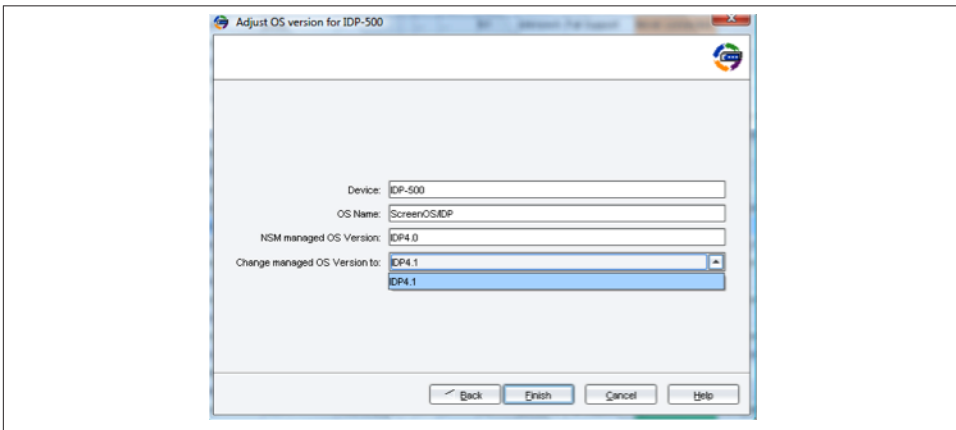 Adjust OS version for IDP-500
Device: IDP-500
OS Name: ScreenOS/IDP
NSM managed OS Version: IDP4.0
Change managed OS Version to: IDP4.1
IDP4.1
Back Finish Cancel Help